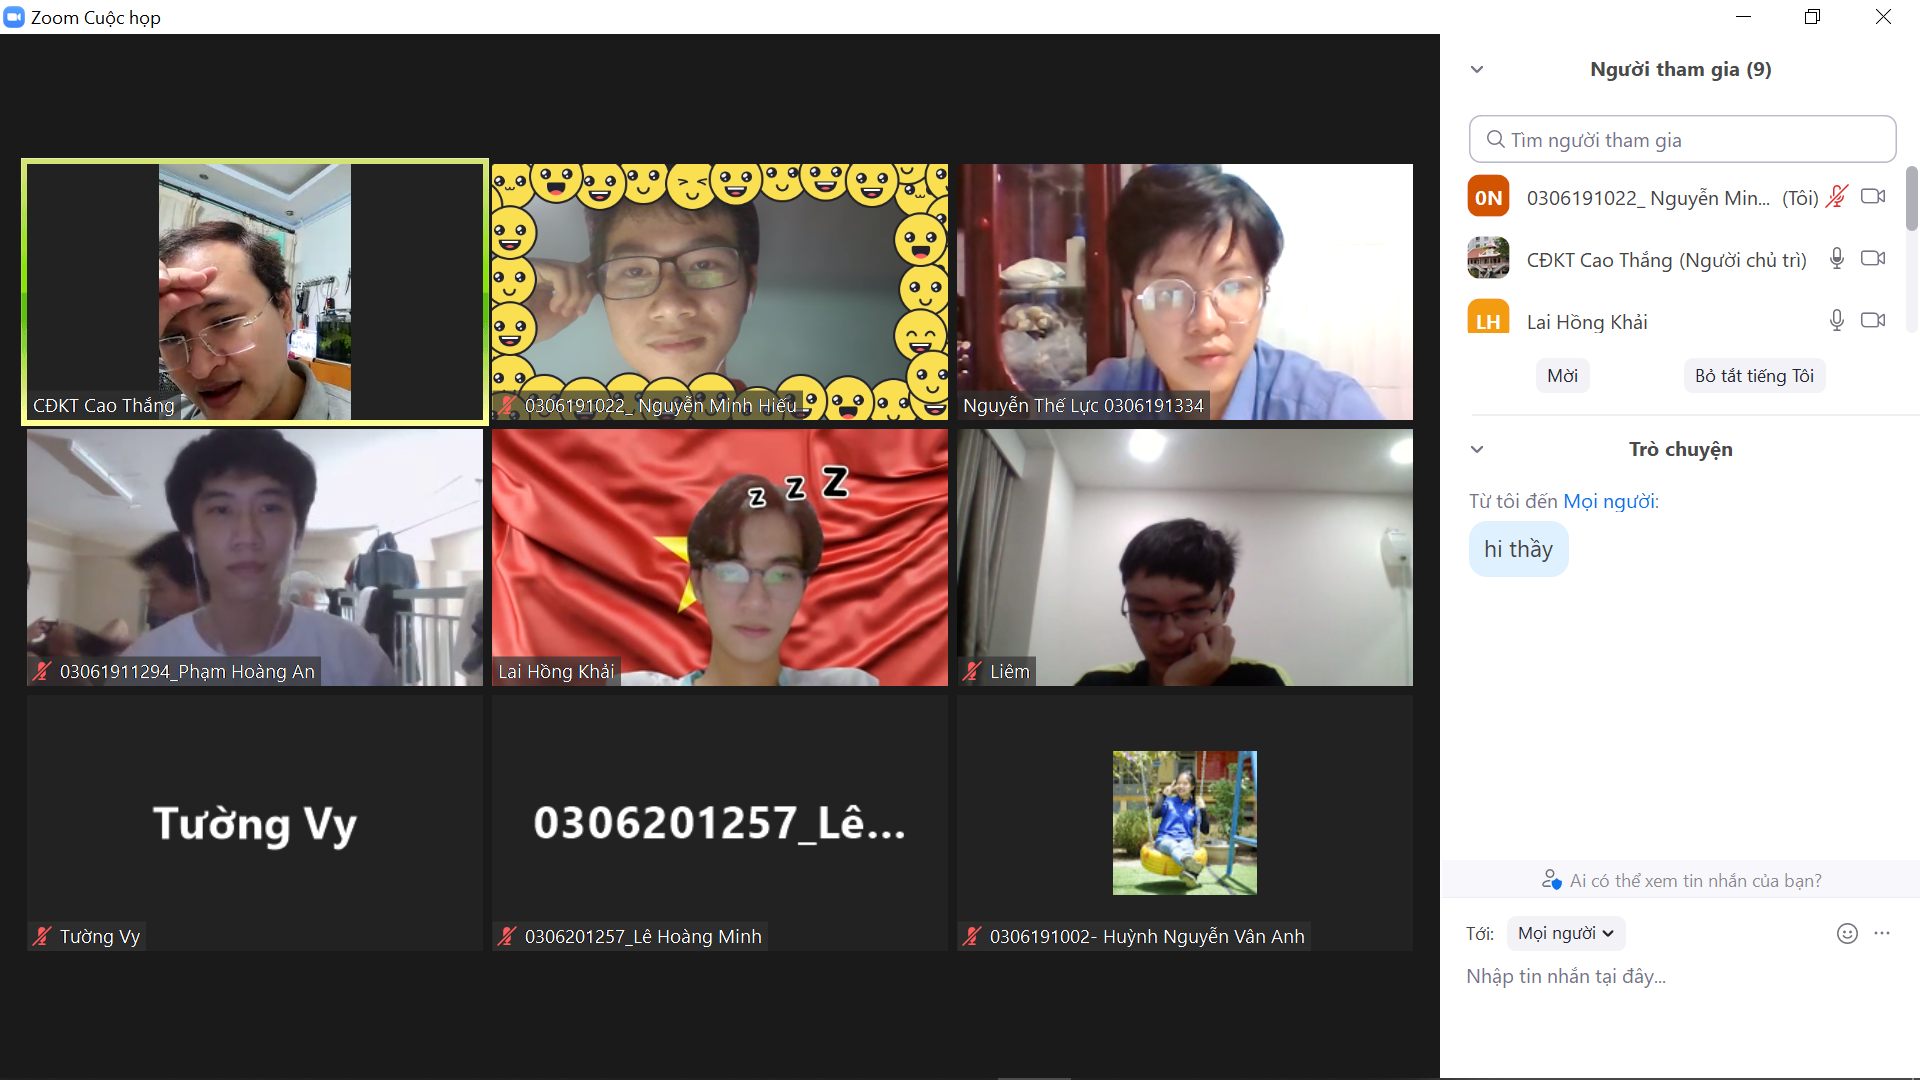 Zoom Cuộc họp
CĐKT Cao Thắng
0306191022_ Nguyễn Minh Hiếu
Nguyễn Thế Lực 0306191334
03061911294_Phạm Hoàng An
z z Z
Lai Hồng Khải
Liêm
Tường Vy
0306201257_Lê...
Tường Vy
0306201257_Lê Hoàng Minh
0306191002- Huỳnh Nguyễn Vân Anh
Người tham gia (9)
Tìm người tham gia
0N 0306191022_ Nguyễn Min... (Tôi)
CĐKT Cao Thắng (Người chủ trì)
LH Lai Hồng Khải
Mời
Bỏ tắt tiếng Tôi
Trò chuyện
Từ tôi đến Mọi người:
hi thầy
Ai có thể xem tin nhắn của bạn?
Tới: Mọi người
Nhập tin nhắn tại đây...